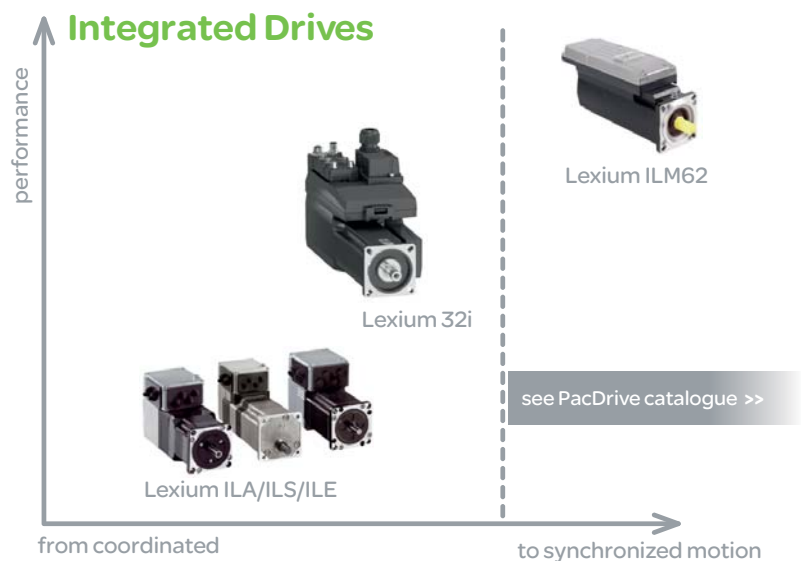 Integrated Drives
performance
Lexium ILM62
Lexium 32i
see PacDrive catalogue >>
Lexium ILA/ILS/ILE
from coordinated
to synchronized motion